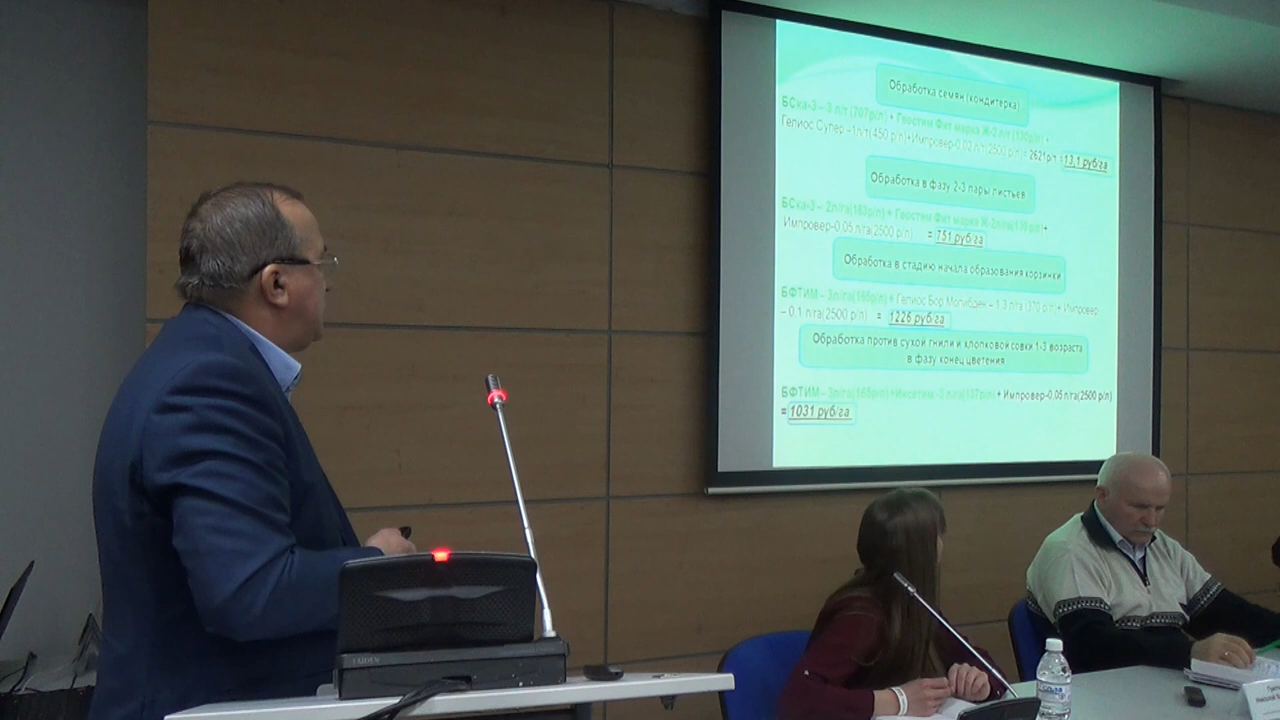 Обработка семян (кондитерка)
БСка-3 – 3 л/т (707р/л) + Геостим Фит марка Ж-2 л/т (130р/л) +
Гелиос Супер –1л/т(450 р/л)+Импровер-0.02 л/т(2500 р/л) = 2621р/т =13,1 руб/га
Обработка в фазу 2-3 пары листьев
БСка-3 – 2л/га(163р/л) + Геостим Фит марка Ж-2л/га(110 р/л)+
Импровер-0.05 л/га(2500 р/л) = 751 руб/га
Обработка в стадию начала образования корзинки
БФТИМ – 3л/га(165р/л) + Гелиос Бор Молибден – 1.3 л/га (370 р/л) + Импровер
– 0.1 л/га(2500 р/л) = 1226 руб/га
Обработка против сухой гнили и хлопковой совки 1-3 возраста
в фазу конец цветения
БФТИМ – 3л/га(165р/л) +Инсетим -3 л/га(137р/л) + Импровер-0.05 л/га(2500 р/л)
= 1031 руб/га